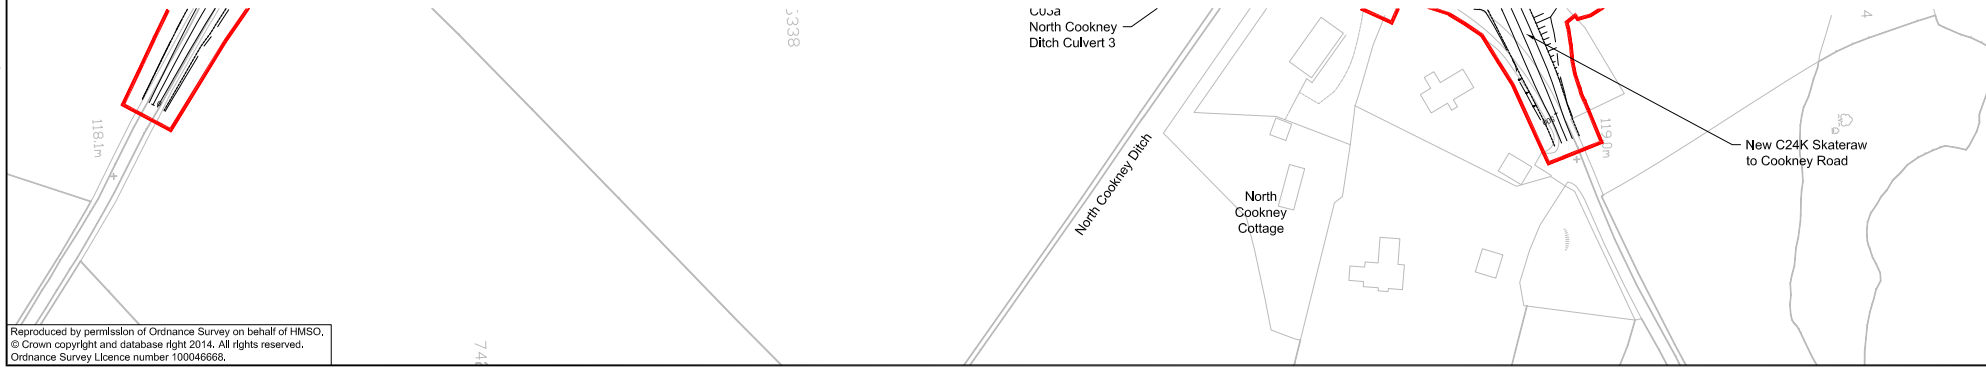 5338
C05a
North Cookney
Ditch Culvert 3
118.1m
North Cookney Ditch
North
Cookney
Cottage
119.0m
New C24K Skateraw
to Cookney Road
4
Reproduced by permission of Ordnance Survey on behalf of HMSO.
© Crown copyright and database right 2014. All rights reserved.
Ordnance Survey Licence number 100046668.